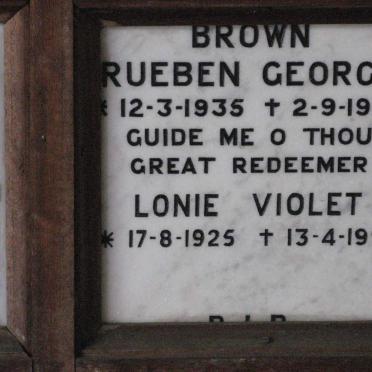 BROWN
RUEBEN GEORG
* 12-3-1935 † 2-9-19
GUIDE ME O THOU
GREAT REDEEMER
LONIE VIOLET
* 17-8-1925 † 13-4-19